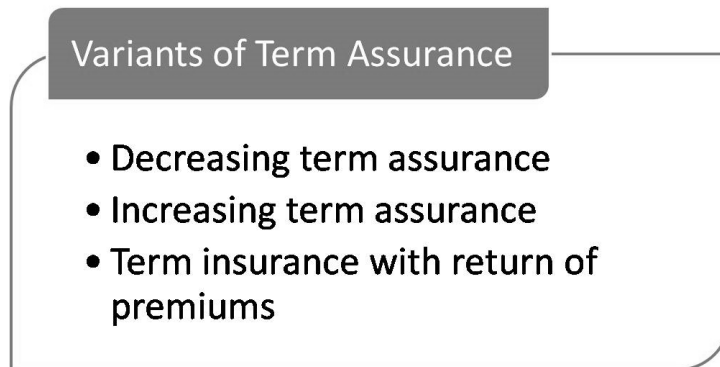 Variants of Term Assurance
• Decreasing term assurance
• Increasing term assurance
• Term insurance with return of
premiums